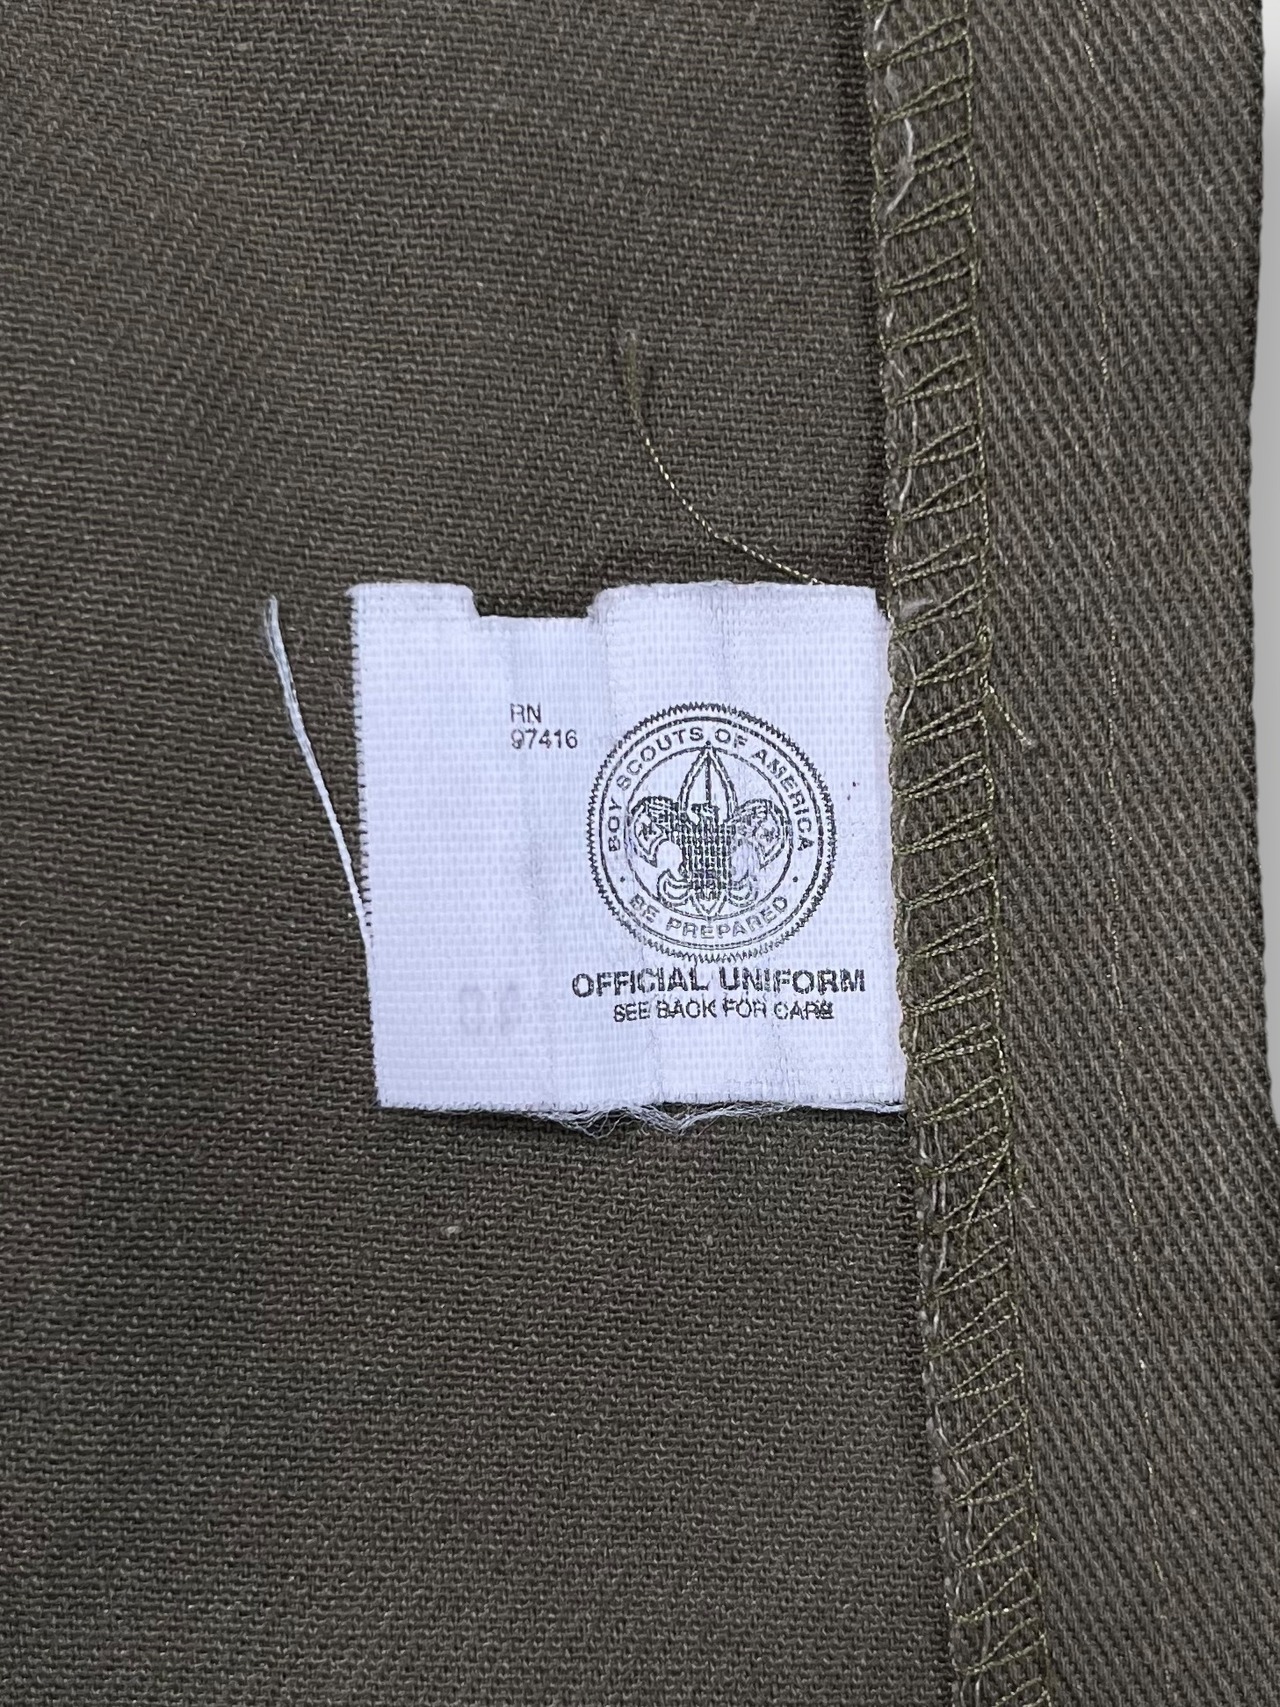 RN
97416
BOY SCOUTS OF AMERICA
· BE PREPARED ·
OFFICIAL UNIFORM
SEE BACK FOR CARE